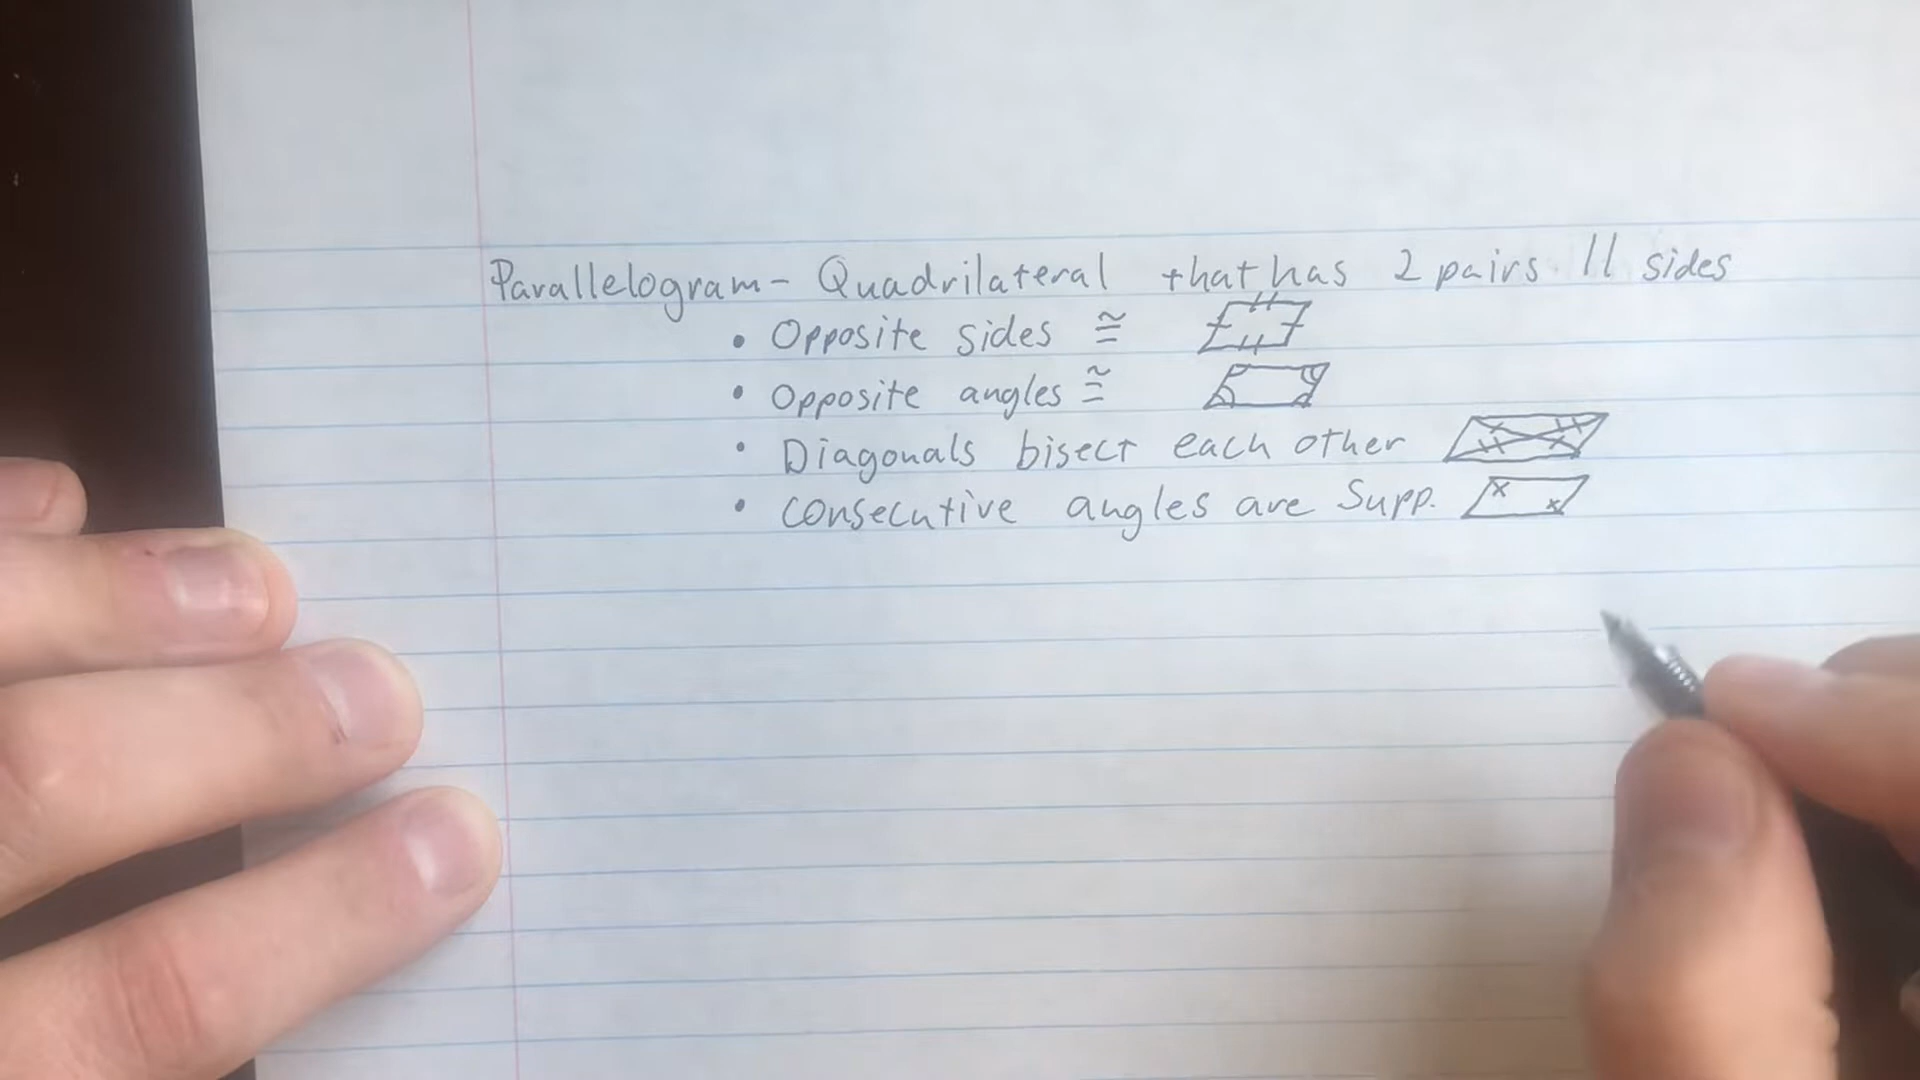 Parallelogram- Quadrilateral that has 2 pairs || sides
• Opposite sides ≅
• Opposite angles ≅
• Diagonals bisect each other
• consecutive angles are Supp. x x